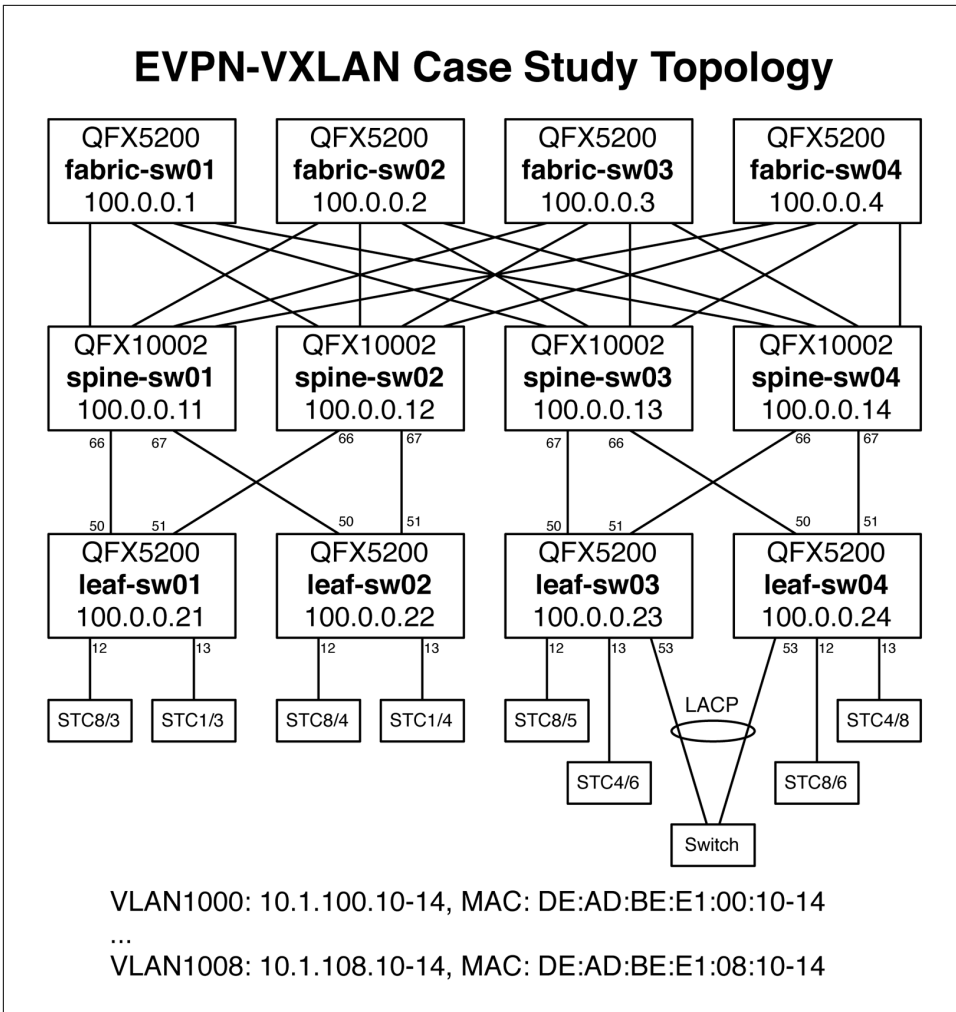 EVPN-VXLAN Case Study Topology
QFX5200 QFX5200 QFX5200 QFX5200
fabric-sw01 fabric-sw02 fabric-sw03 fabric-sw04
100.0.0.1 100.0.0.2 100.0.0.3 100.0.0.4
QFX10002 QFX10002 QFX10002 QFX10002
spine-sw01 spine-sw02 spine-sw03 spine-sw04
100.0.0.11 100.0.0.12 100.0.0.13 100.0.0.14
66 67 66 67 67 66 66 67
50 51 50 51 50 51 50 51
QFX5200 QFX5200 QFX5200 QFX5200
leaf-sw01 leaf-sw02 leaf-sw03 leaf-sw04
100.0.0.21 100.0.0.22 100.0.0.23 100.0.0.24
12 13 12 13 12 13 53 53 12 13
STC8/3 STC1/3 STC8/4 STC1/4 STC8/5 LACP STC4/8
STC4/6 STC8/6
Switch
VLAN1000: 10.1.100.10-14, MAC: DE:AD:BE:E1:00:10-14
...
VLAN1008: 10.1.108.10-14, MAC: DE:AD:BE:E1:08:10-14